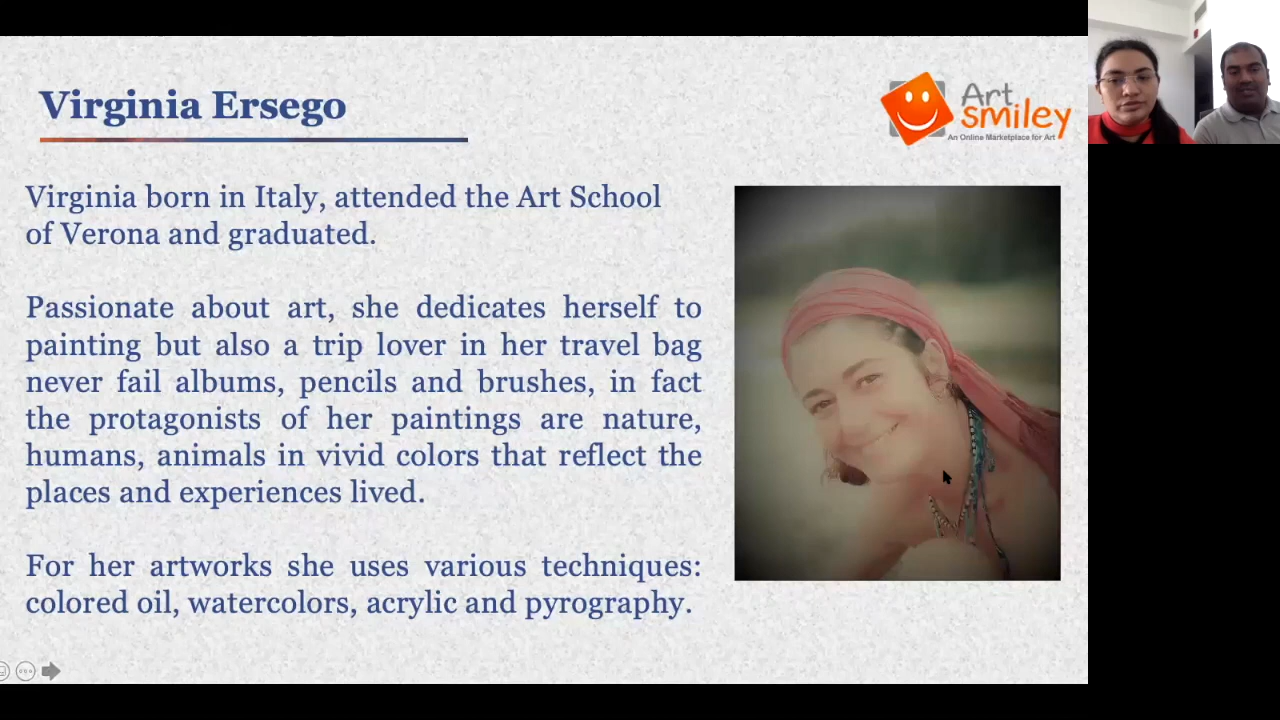 Virginia Ersego
Art
smiley
An Online Marketplace for Art
Virginia born in Italy, attended the Art School
of Verona and graduated.
Passionate about art, she dedicates herself to
painting but also a trip lover in her travel bag
never fail albums, pencils and brushes, in fact
the protagonists of her paintings are nature,
humans, animals in vivid colors that reflect the
places and experiences lived.
For her artworks she uses various techniques:
colored oil, watercolors, acrylic and pyrography.